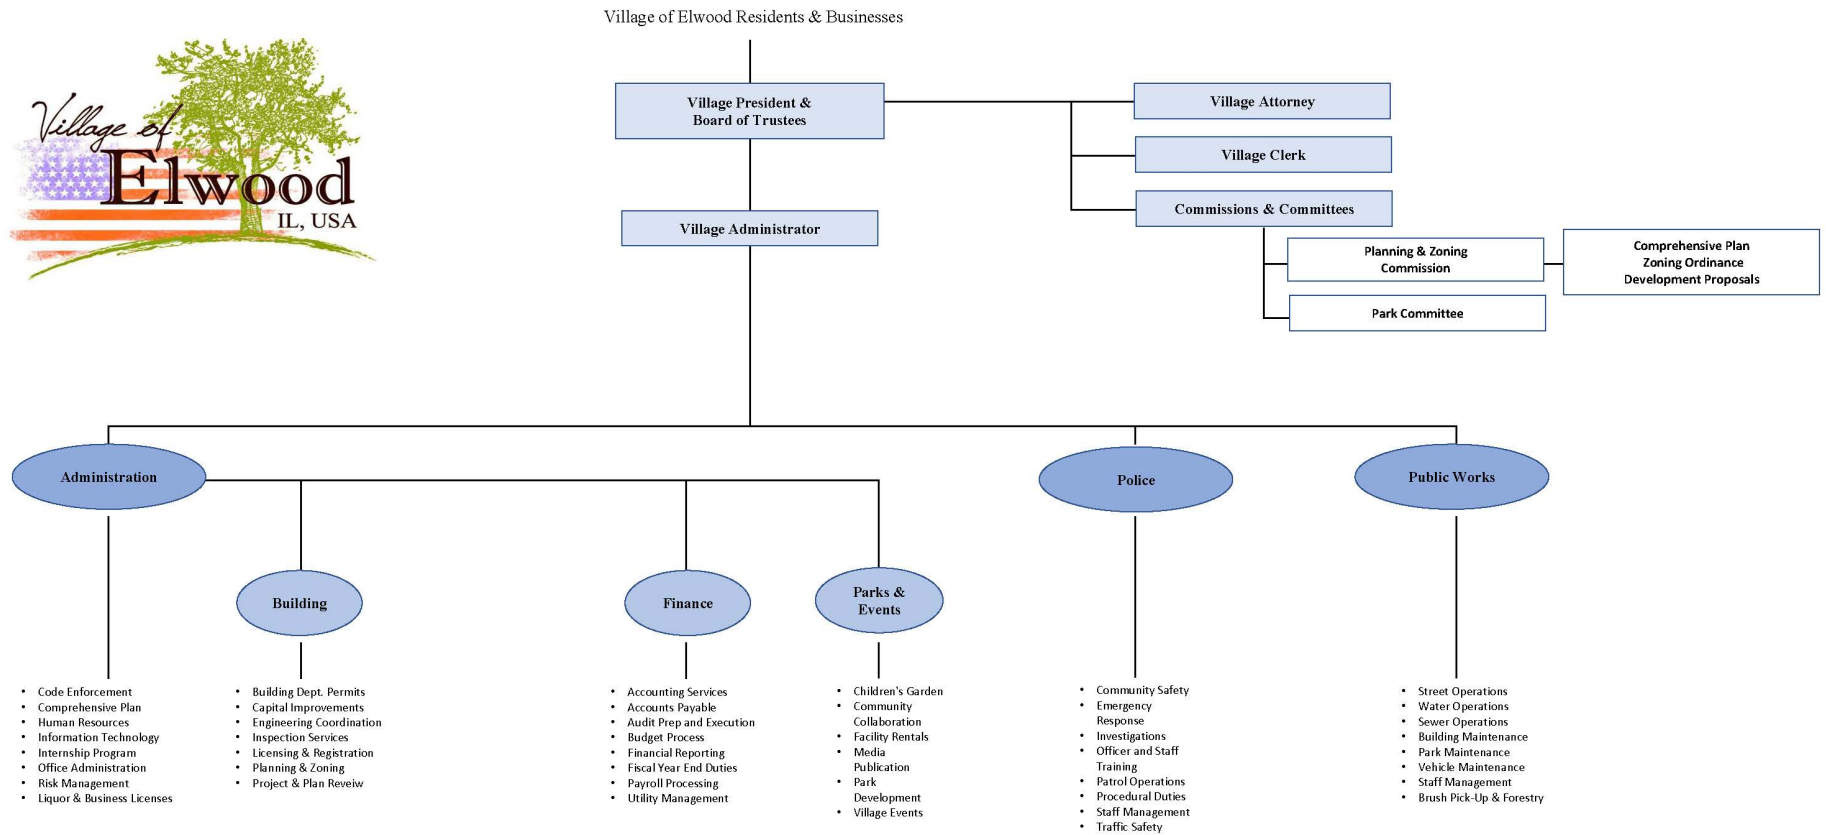 Village of Elwood Residents & Businesses
Village of
Elwood
IL, USA
Village President &
Board of Trustees
Village Attorney
Village Clerk
Commissions & Committees
Village Administrator
Planning & Zoning
Commission
Comprehensive Plan
Zoning Ordinance
Development Proposals
Park Committee
Administration
Police
Public Works
Building
Finance
Parks &
Events
• Code Enforcement
• Comprehensive Plan
• Human Resources
• Information Technology
• Internship Program
• Office Administration
• Risk Management
• Liquor & Business Licenses
• Building Dept. Permits
• Capital Improvements
• Engineering Coordination
• Inspection Services
• Licensing & Registration
• Planning & Zoning
• Project & Plan Reveiw
• Accounting Services
• Accounts Payable
• Audit Prep and Execution
• Budget Process
• Financial Reporting
• Fiscal Year End Duties
• Payroll Processing
• Utility Management
• Children's Garden
• Community
Collaboration
• Facility Rentals
• Media
Publication
• Park
Development
• Village Events
• Community Safety
• Emergency
Response
• Investigations
• Officer and Staff
Training
• Patrol Operations
• Procedural Duties
• Staff Management
• Traffic Safety
• Street Operations
• Water Operations
• Sewer Operations
• Building Maintenance
• Park Maintenance
• Vehicle Maintenance
• Staff Management
• Brush Pick-Up & Forestry